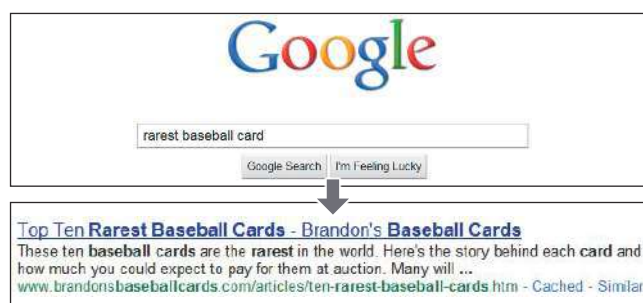 Google
rarest baseball card
Google Search I'm Feeling Lucky
Top Ten Rarest Baseball Cards - Brandon's Baseball Cards
These ten baseball cards are the rarest in the world. Here's the story behind each card and
how much you could expect to pay for them at auction. Many will ...
www.brandonsbaseballcards.com/articles/ten-rarest-baseball-cards.htm - Cached - Similar